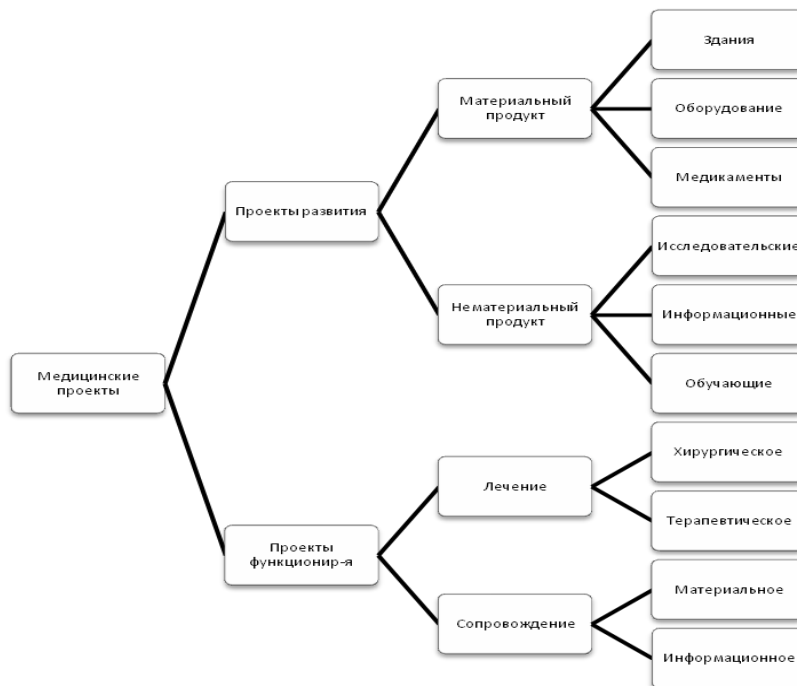 Здания
Материальный
продукт
Оборудование
Медикаменты
Проекты развития
Исследовательские
Нематериальный
продукт
Информационные
Обучающие
Медицинские
проекты
Хирургическое
Лечение
Терапевтическое
Проекты
функционир-я
Материальное
Сопровождение
Информационное